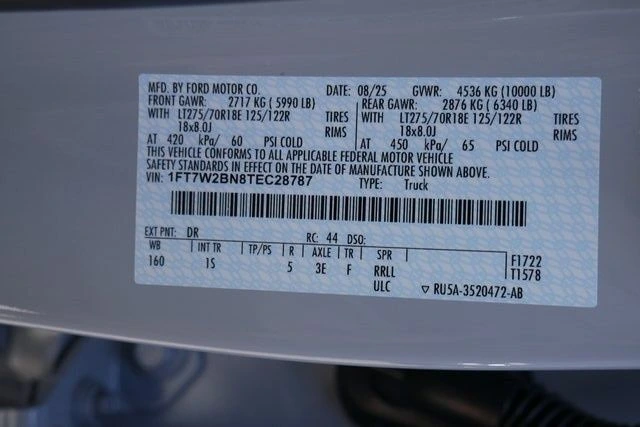 MFD. BY FORD MOTOR CO. DATE: 08/25 GVWR: 4536 KG (10000 LB)
FRONT GAWR: 2717 KG ( 5990 LB) REAR GAWR: 2876 KG ( 6340 LB)
WITH LT275/70R18E 125/122R TIRES WITH LT275/70R18E 125/122R TIRES
18x8.0J RIMS 18x8.0J RIMS
AT 420 kPa/ 60 PSI COLD AT 450 kPa/ 65 PSI COLD
THIS VEHICLE CONFORMS TO ALL APPLICABLE FEDERAL MOTOR VEHICLE
SAFETY STANDARDS IN EFFECT ON THE DATE OF MANUFACTURE SHOWN ABOVE.
VIN: 1FT7W2BN8TEC28787 TYPE: Truck
EXT PNT: DR RC: 44 DSO:
WB INT TR TP/PS R AXLE TR SPR F1722
160 1S 5 3E F RRLL T1578
ULC ▽ RU5A-3520472-AB